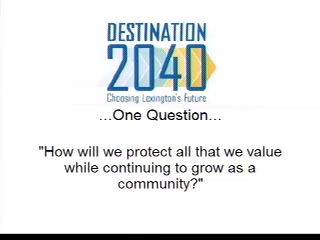 DESTINATION
2040
Choosing Lexington's Future
...One Question...
"How will we protect all that we value
while continuing to grow as a
community?"